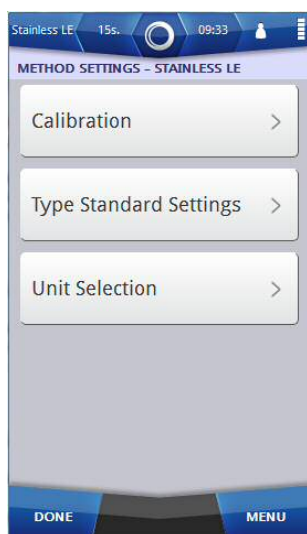 Stainless LE 15s. 09:33
METHOD SETTINGS – STAINLESS LE
Calibration
Type Standard Settings
Unit Selection
DONE MENU